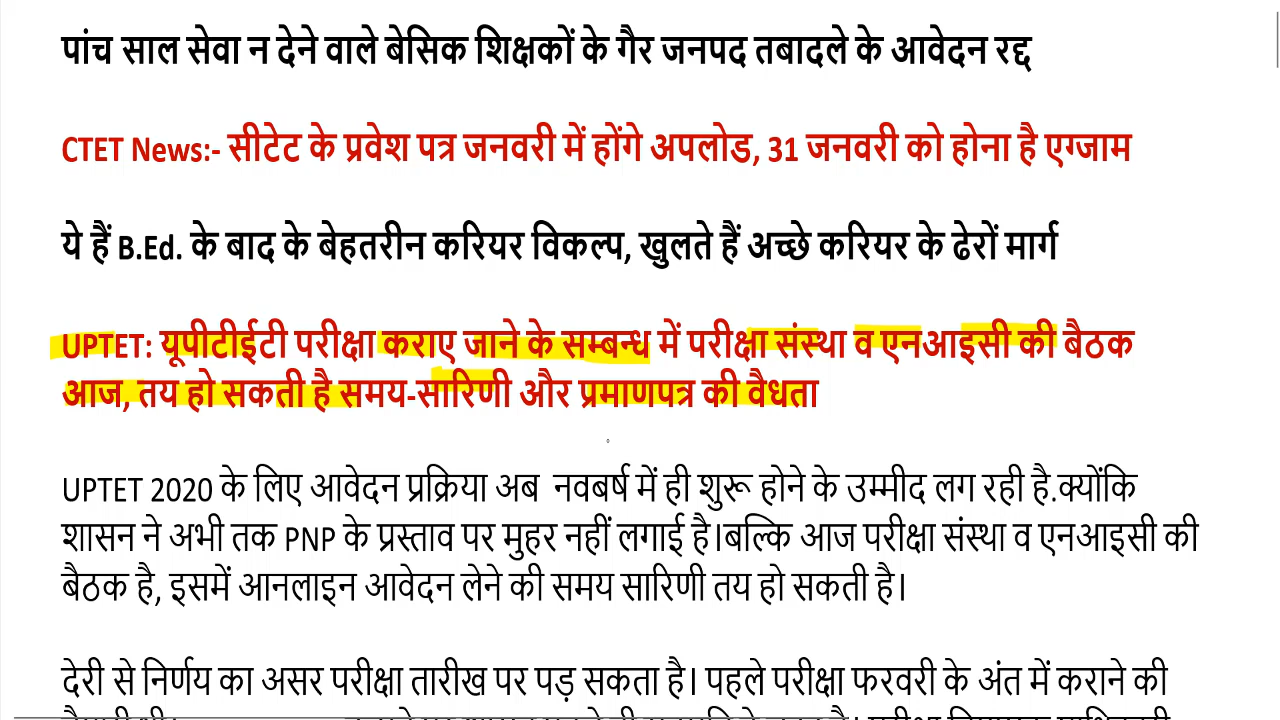 पांच साल सेवा न देने वाले बेसिक शिक्षकों के गैर जनपद तबादले के आवेदन रद्द
CTET News:- सीटेट के प्रवेश पत्र जनवरी में होंगे अपलोड, 31 जनवरी को होना है एग्जाम
ये हैं B.Ed. के बाद के बेहतरीन करियर विकल्प, खुलते हैं अच्छे करियर के ढेरों मार्ग
UPTET: यूपीटीईटी परीक्षा कराए जाने के सम्बन्ध में परीक्षा संस्था व एनआइसी की बैठक
आज, तय हो सकती है समय-सारिणी और प्रमाणपत्र की वैधता
UPTET 2020 के लिए आवेदन प्रक्रिया अब नवबर्ष में ही शुरू होने के उम्मीद लग रही है.क्योंकि
शासन ने अभी तक PNP के प्रस्ताव पर मुहर नहीं लगाई है।बल्कि आज परीक्षा संस्था व एनआइसी की
बैठक है, इसमें आनलाइन आवेदन लेने की समय सारिणी तय हो सकती है।
देरी से निर्णय का असर परीक्षा तारीख पर पड़ सकता है। पहले परीक्षा फरवरी के अंत में कराने की